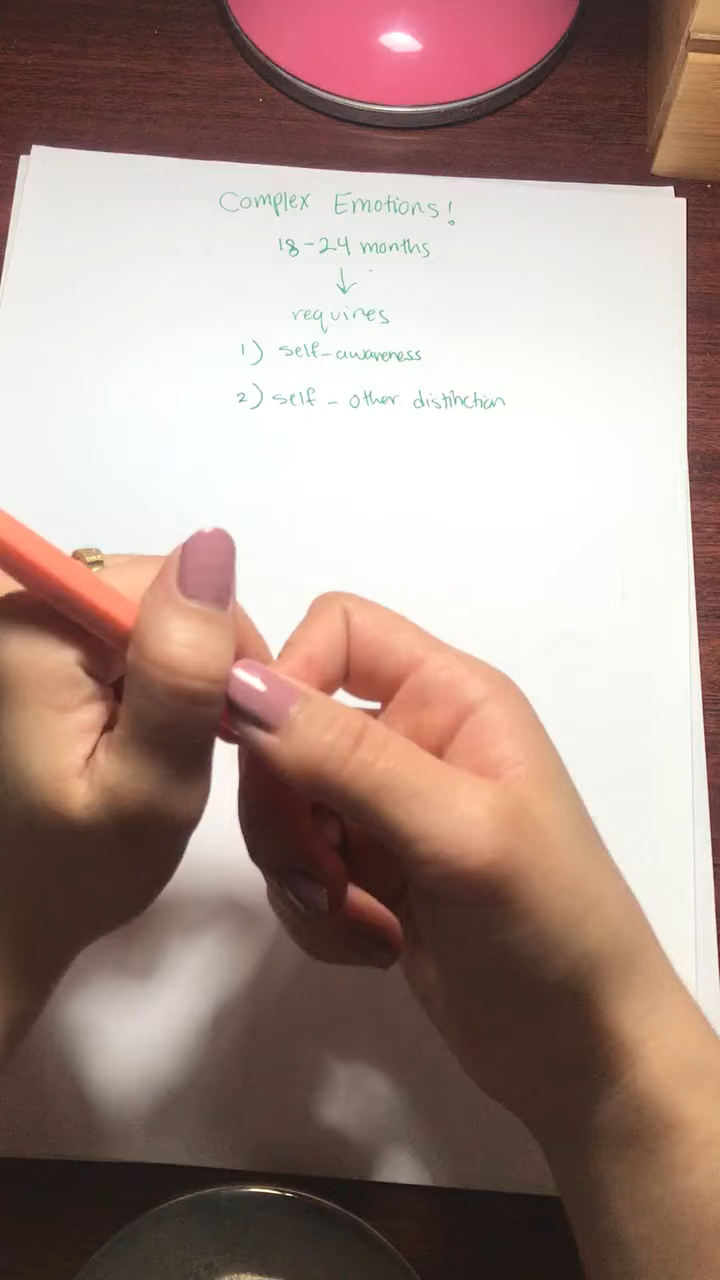 Complex Emotions!
18-24 months
↓
requires
1) self-awareness
2) self - other distinction